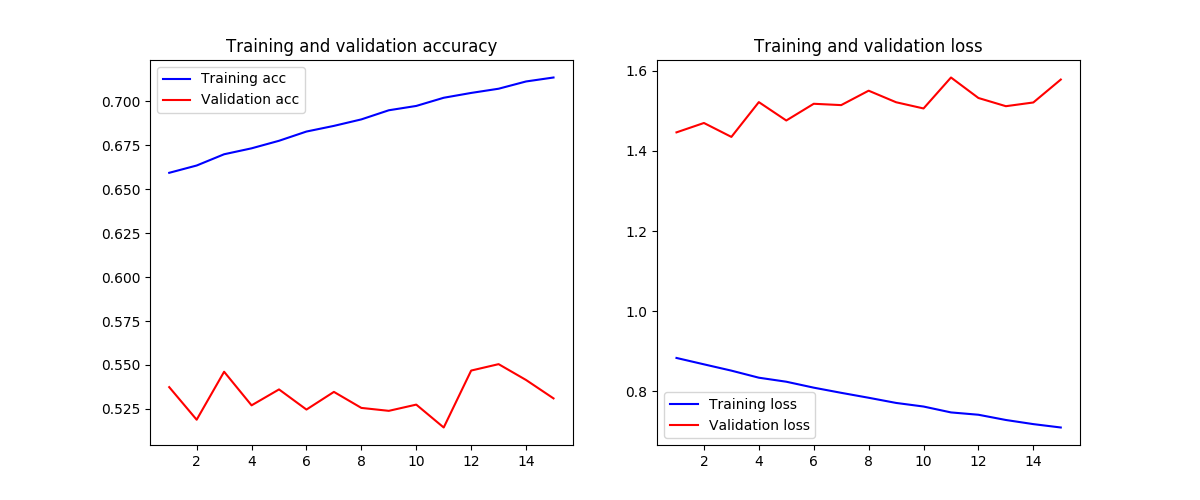 Training and validation accuracy
Training acc
Validation acc
0.700
0.675
0.650
0.625
0.600
0.575
0.550
0.525
2 4 6 8 10 12 14
Training and validation loss
1.6
1.4
1.2
1.0
0.8
Training loss
Validation loss
2 4 6 8 10 12 14